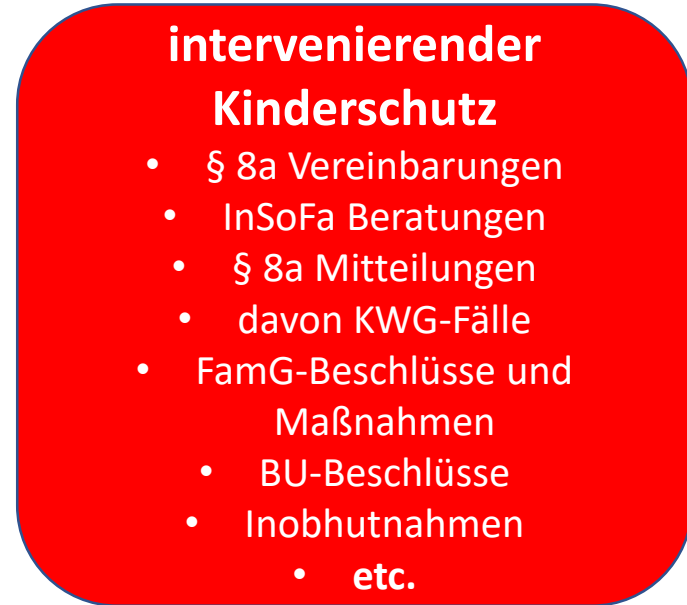 intervenierender
Kinderschutz
• § 8a Vereinbarungen
• InSoFa Beratungen
• § 8a Mitteilungen
• davon KWG-Fälle
• FamG-Beschlüsse und
Maßnahmen
• BU-Beschlüsse
• Inobhutnahmen
• etc.